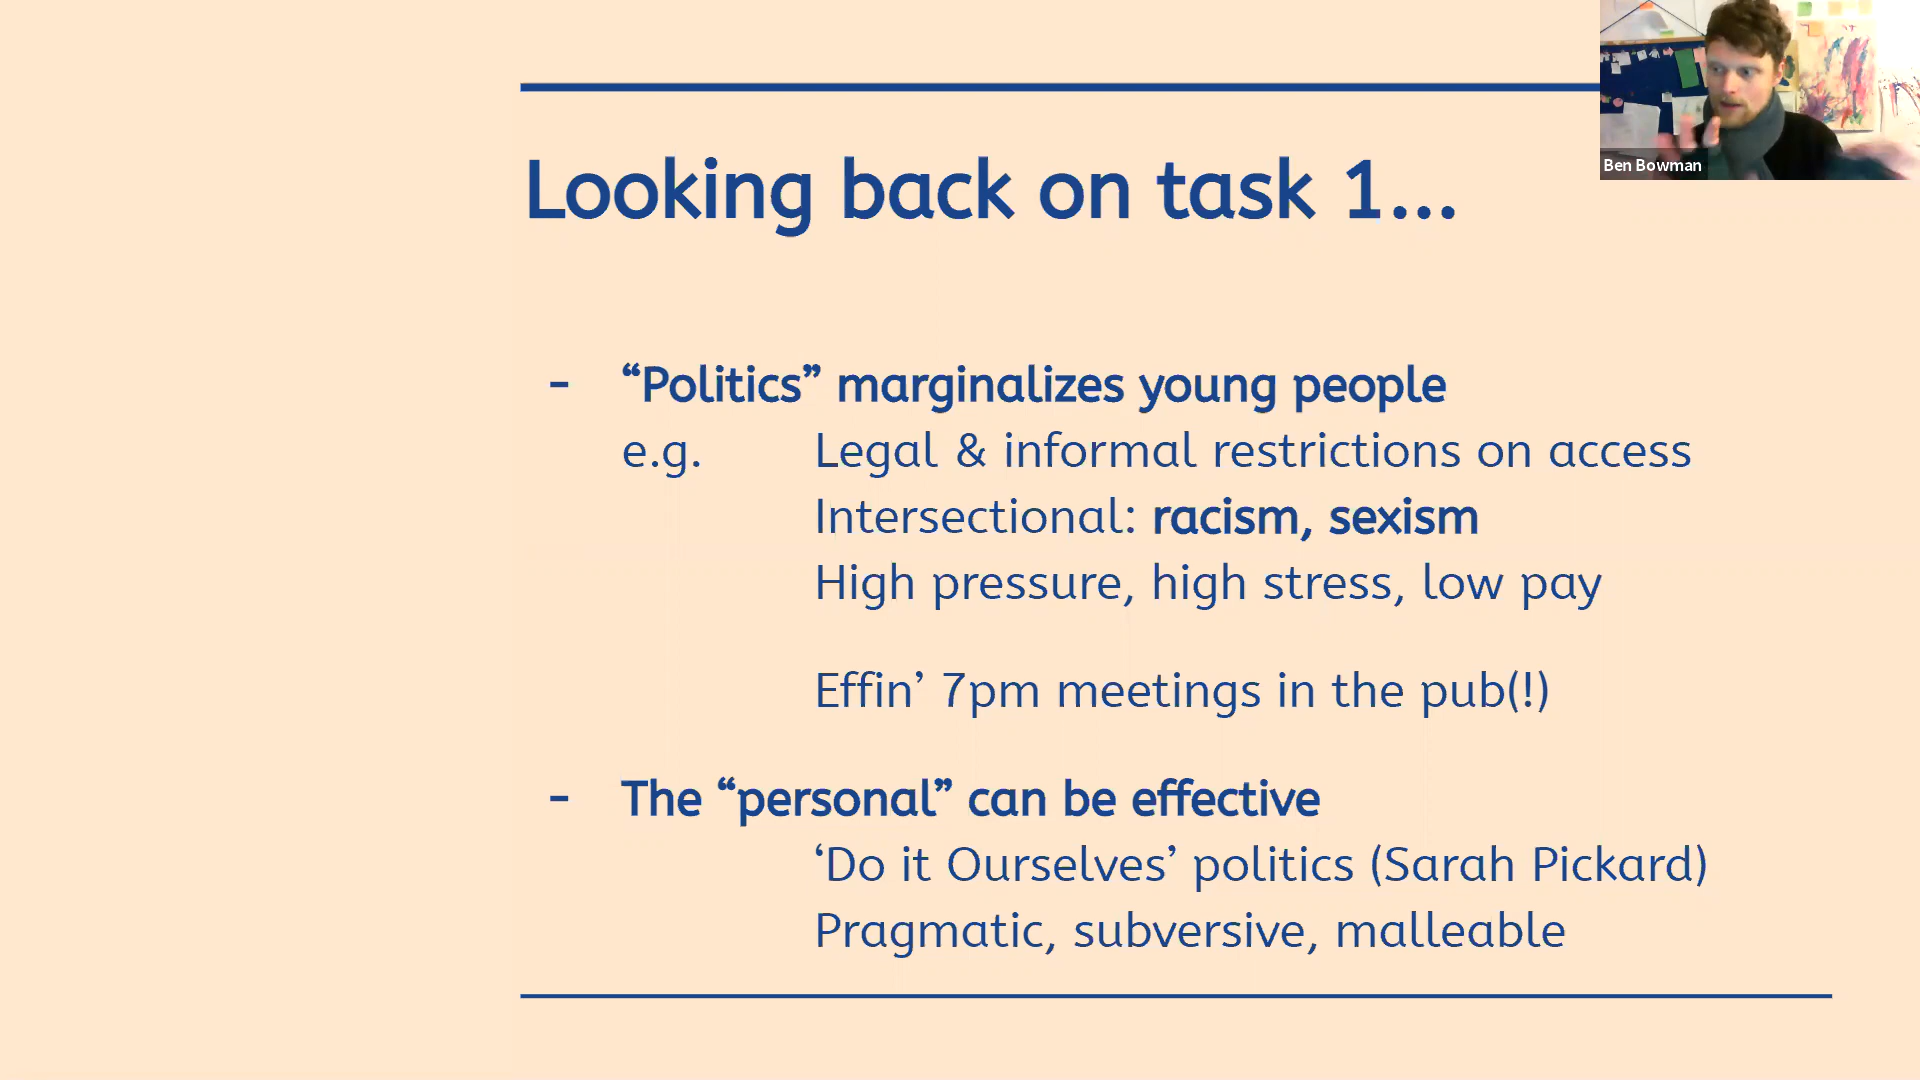 Looking back on task 1...
Ben Bowman
- “Politics” marginalizes young people
e.g. Legal & informal restrictions on access
Intersectional: racism, sexism
High pressure, high stress, low pay
Effin’ 7pm meetings in the pub(!)
- The “personal” can be effective
‘Do it Ourselves’ politics (Sarah Pickard)
Pragmatic, subversive, malleable